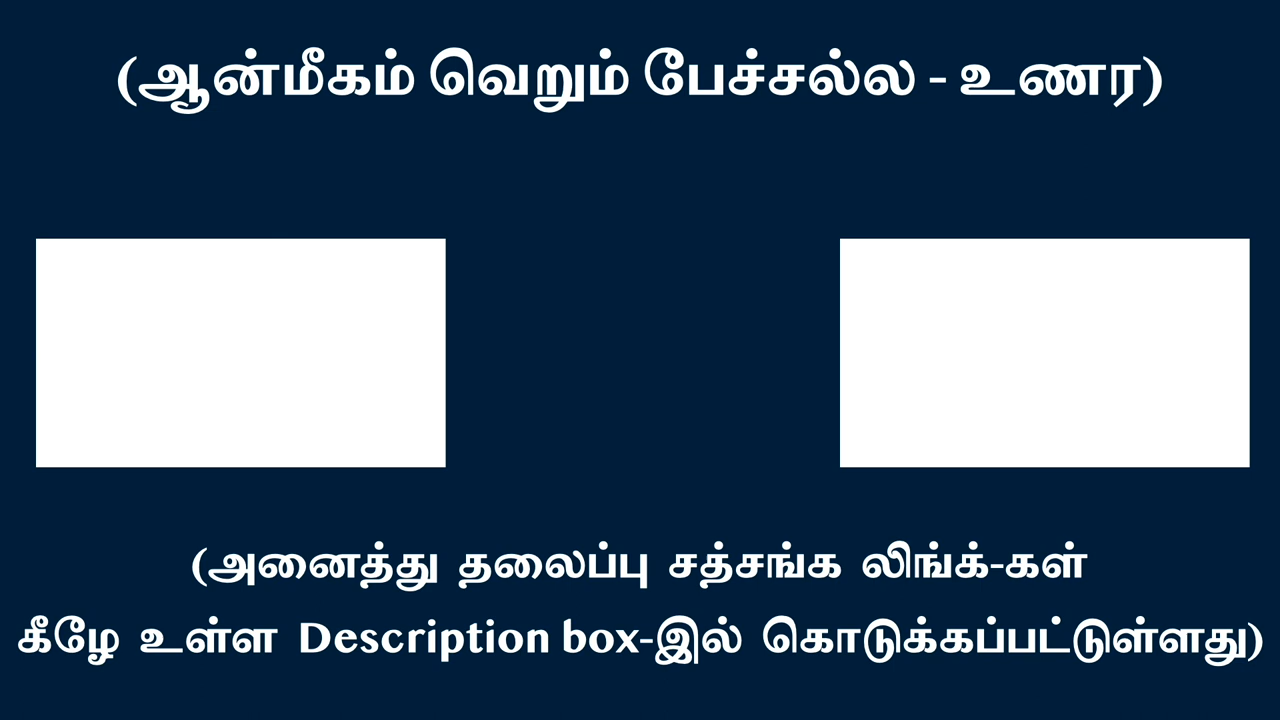 (ஆன்மீகம் வெறும் பேச்சல்ல - உணர)
(அனைத்து தலைப்பு சத்சங்க லிங்க்-கள்
கீழே உள்ள Description box-இல் கொடுக்கப்பட்டுள்ளது)